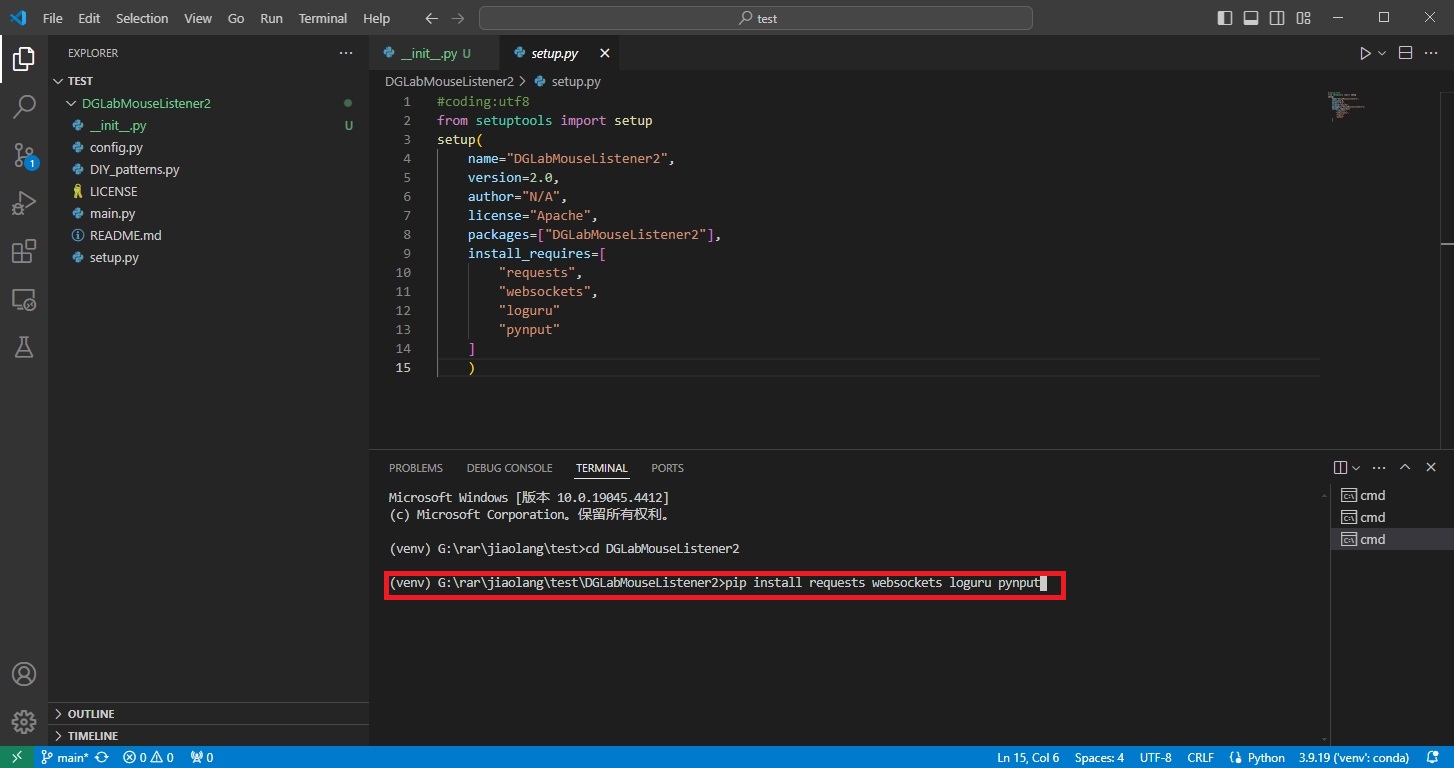 File Edit Selection View Go Run Terminal Help test
EXPLORER
TEST
DGLabMouseListener2
__init__.py U
config.py
DIY_patterns.py
LICENSE
main.py
README.md
setup.py
OUTLINE
TIMELINE
__init__.py U setup.py
DGLabMouseListener2 > setup.py
1 #coding:utf8
2 from setuptools import setup
3 setup(
4 name="DGLabMouseListener2",
5 version=2.0,
6 author="N/A",
7 license="Apache",
8 packages=["DGLabMouseListener2"],
9 install_requires=[
10 "requests",
11 "websockets",
12 "loguru"
13 "pynput"
14 ]
15 )
PROBLEMS DEBUG CONSOLE TERMINAL PORTS
Microsoft Windows [版本 10.0.19045.4412]
(c) Microsoft Corporation。保留所有权利。
(venv) G:\rar\jiaolang\test>cd DGLabMouseListener2
(venv) G:\rar\jiaolang\test\DGLabMouseListener2>pip install requests websockets loguru pynput
cmd
cmd
cmd
1
main* 0 0 0 Ln 15, Col 6 Spaces: 4 UTF-8 CRLF Python 3.9.19 ('venv': conda)